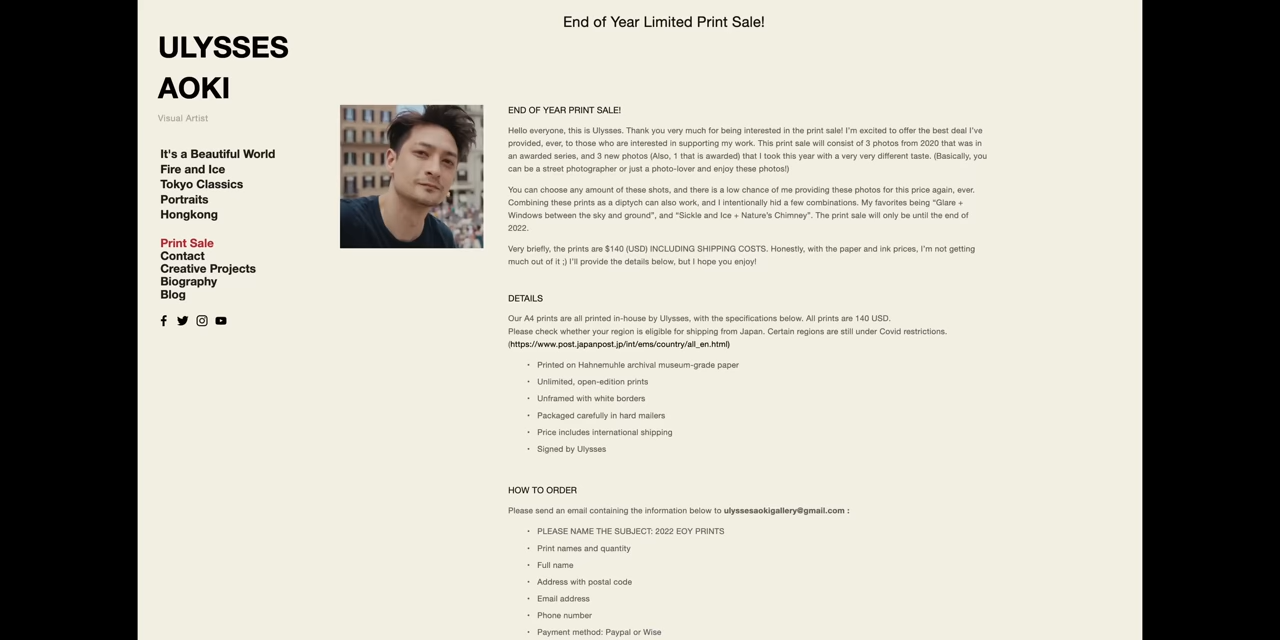 End of Year Limited Print Sale!
ULYSSES
AOKI
Visual Artist
It's a Beautiful World
Fire and Ice
Tokyo Classics
Portraits
Hongkong
Print Sale
Contact
Creative Projects
Biography
Blog
END OF YEAR PRINT SALE!
Hello everyone, this is Ulysses. Thank you very much for being interested in the print sale! I'm excited to offer the best deal I've
provided, ever, to those who are interested in supporting my work. This print sale will consist of 3 photos from 2020 that was in
an awarded series, and 3 new photos (Also, 1 that is awarded) that I took this year with a very very different taste. (Basically, you
can be a street photographer or just a photo-lover and enjoy these photos!)
You can choose any amount of these shots, and there is a low chance of me providing these photos for this price again, ever.
Combining these prints as a diptych can also work, and I intentionally hid a few combinations. My favorites being “Glare +
Windows between the sky and ground”, and “Sickle and Ice + Nature's Chimney”. The print sale will only be until the end of
2022.
Very briefly, the prints are $140 (USD) INCLUDING SHIPPING COSTS. Honestly, with the paper and ink prices, I'm not getting
much out of it ;) I'll provide the details below, but I hope you enjoy!
DETAILS
Our A4 prints are all printed in-house by Ulysses, with the specifications below. All prints are 140 USD.
Please check whether your region is eligible for shipping from Japan. Certain regions are still under Covid restrictions.
(https://www.post.japanpost.jp/int/ems/country/all_en.html)
• Printed on Hahnemuhle archival museum-grade paper
• Unlimited, open-edition prints
• Unframed with white borders
• Packaged carefully in hard mailers
• Price includes international shipping
• Signed by Ulysses
HOW TO ORDER
Please send an email containing the information below to ulyssesaokigallery@gmail.com :
• PLEASE NAME THE SUBJECT: 2022 EOY PRINTS
• Print names and quantity
• Full name
• Address with postal code
• Email address
• Phone number
• Payment method: Paypal or Wise